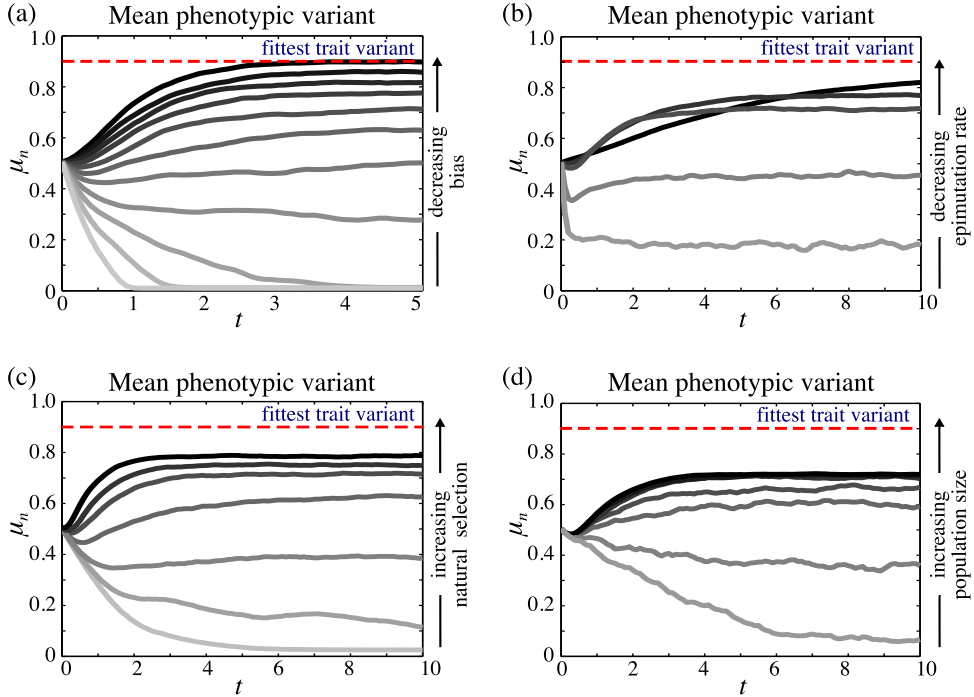 (a)
Mean phenotypic variant
1.0
0.8
0.6
0.4
0.2
0
μn
fittest trait variant
0
1
2
3
4
5
t
decreasing
bias
(b)
Mean phenotypic variant
1.0
0.8
0.6
0.4
0.2
0
μn
fittest trait variant
0
2
4
6
8
10
t
decreasing
epimutation rate
(c)
Mean phenotypic variant
1.0
0.8
0.6
0.4
0.2
0
μn
fittest trait variant
0
2
4
6
8
10
t
increasing
natural selection
(d)
Mean phenotypic variant
1.0
0.8
0.6
0.4
0.2
0
μn
fittest trait variant
0
2
4
6
8
10
t
increasing
population size